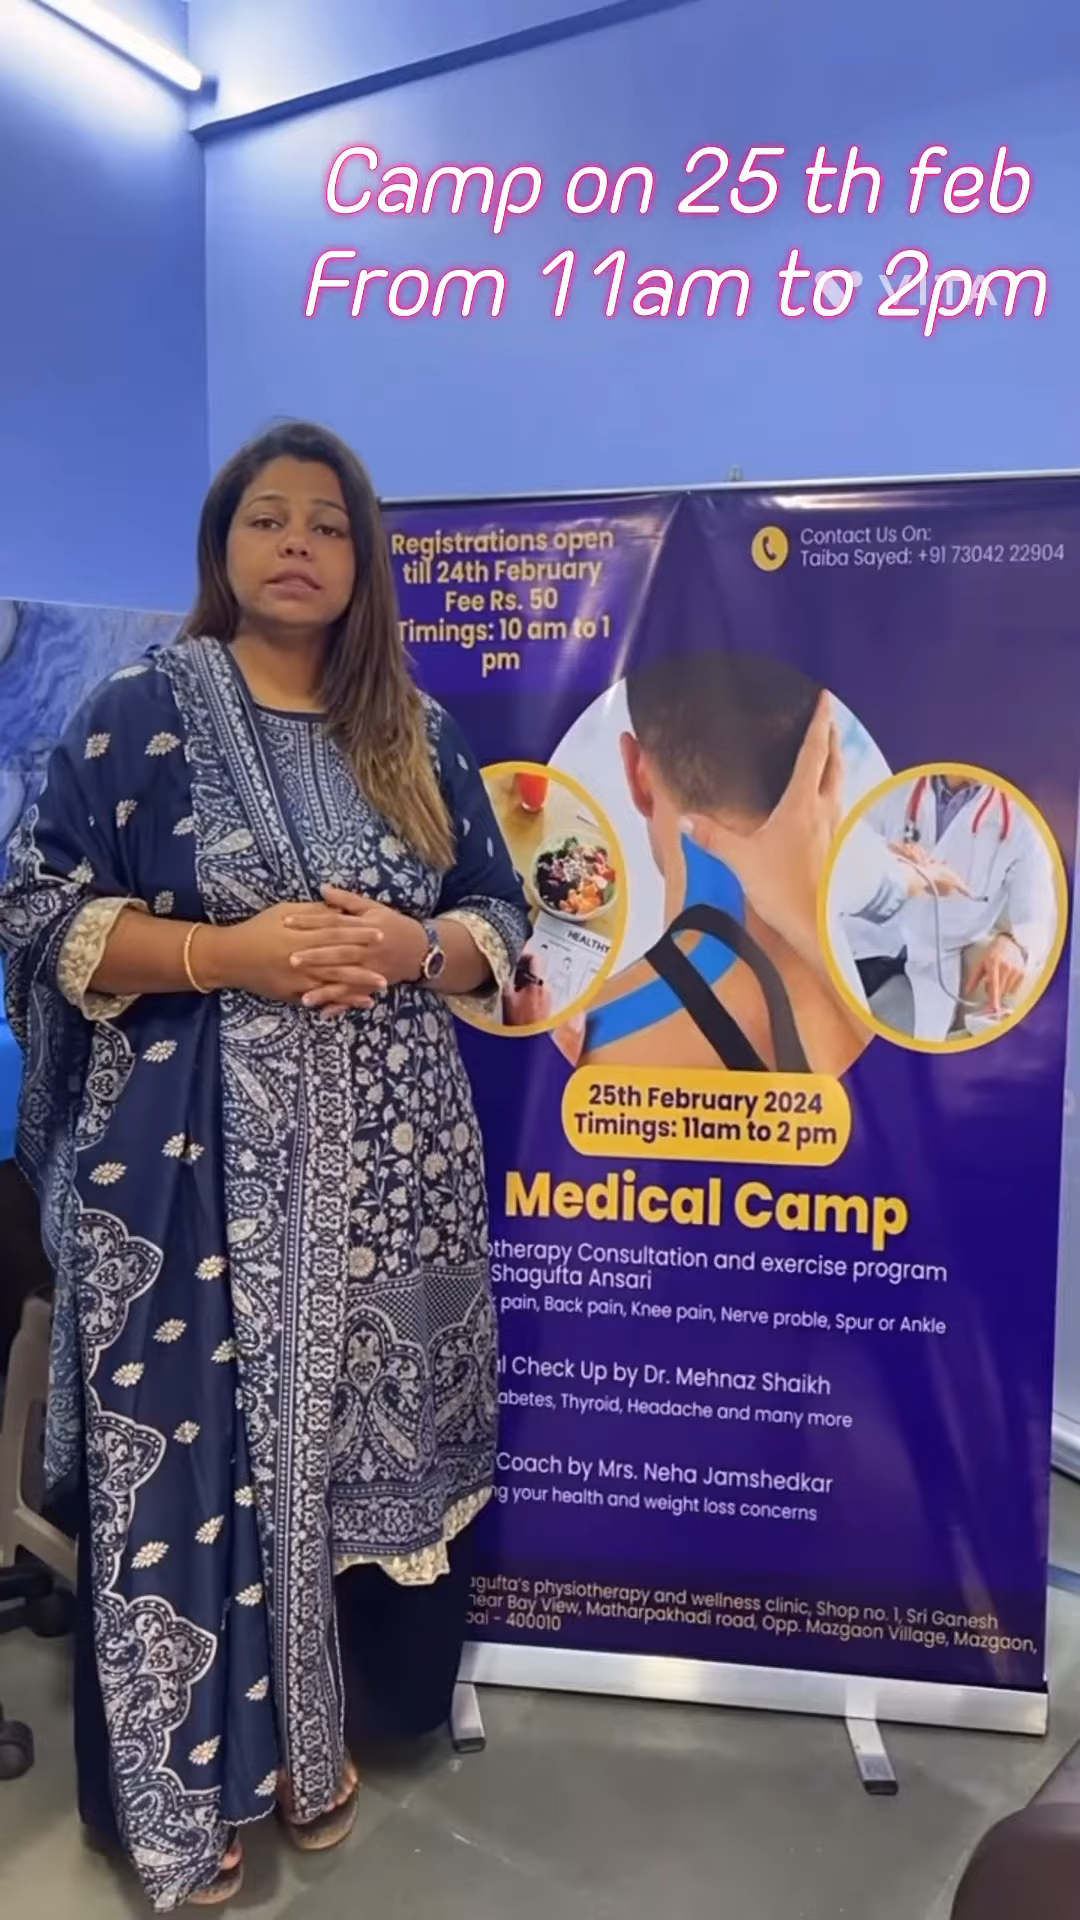 Camp on 25 th feb
From 11am to 2pm
VITA
Registrations open
till 24th February
Fee Rs. 50
Timings: 10 am to 1
pm
Contact Us On:
Taiba Sayed: +91 73042 22904
HEALTHY
25th February 2024
Timings: 11am to 2 pm
Medical Camp
otherapy Consultation and exercise program
Shagufta Ansari
pain, Back pain, Knee pain, Nerve proble, Spur or Ankle
l Check Up by Dr. Mehnaz Shaikh
abetes, Thyroid, Headache and many more
Coach by Mrs. Neha Jamshedkar
ng your health and weight loss concerns
agufta's physiotherapy and wellness clinic, Shop no. 1, Sri Ganesh
near Bay View, Matharpakhadi road, Opp. Mazgaon Village, Mazgaon,
bai - 400010